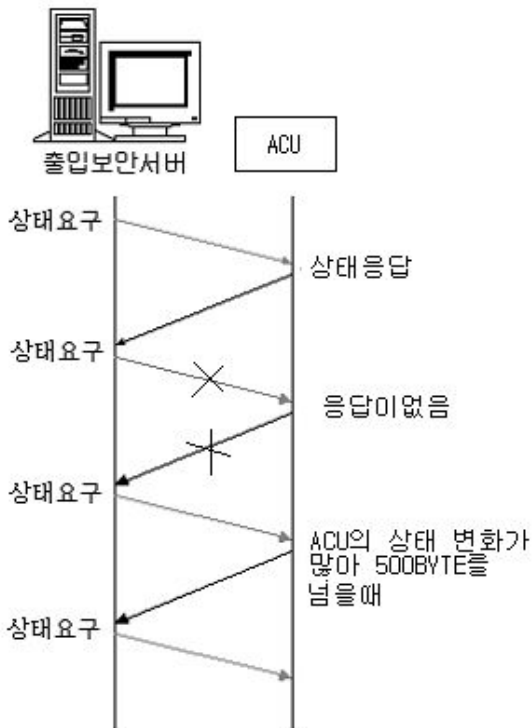 출입보안서버
ACU
상태요구
상태응답
상태요구
응답이없음
상태요구
ACU의 상태 변화가
많아 500BYTE를
넘을때
상태요구